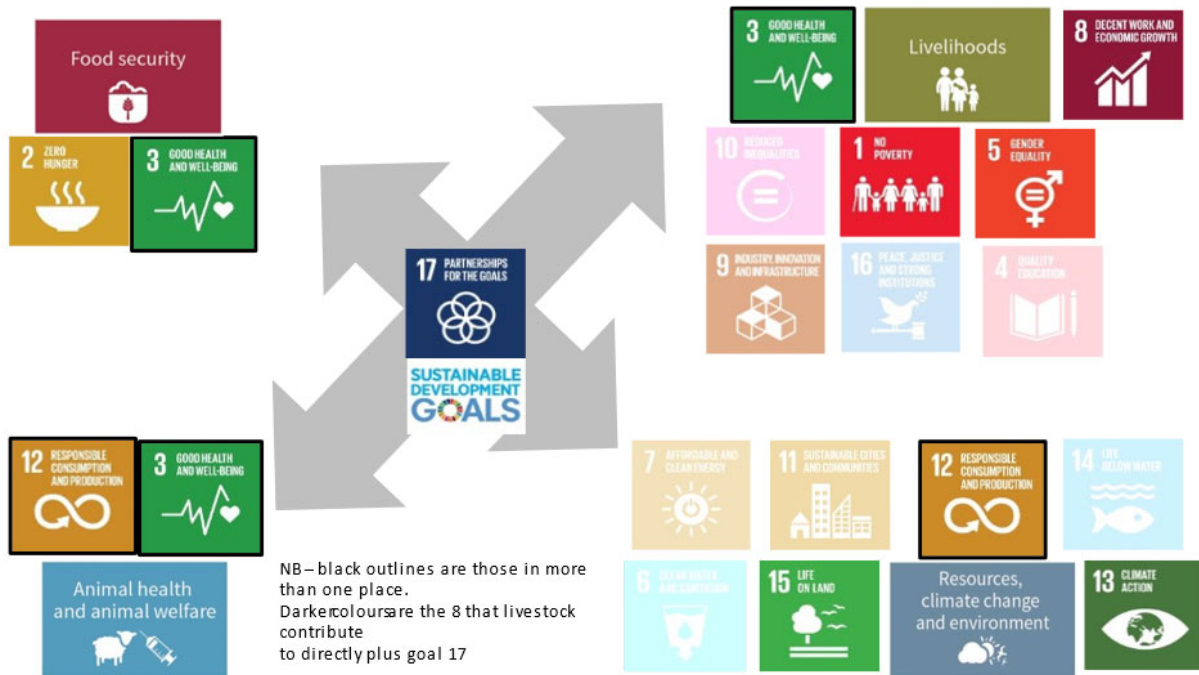 Food security
2 ZERO
HUNGER
3 GOOD HEALTH
AND WELL-BEING
3 GOOD HEALTH
AND WELL-BEING
Livelihoods
8 DECENT WORK AND
ECONOMIC GROWTH
10 REDUCED
INEQUALITIES
1 NO
POVERTY
5 GENDER
EQUALITY
9 INDUSTRY, INNOVATION
AND INFRASTRUCTURE
16 PEACE, JUSTICE
AND STRONG
INSTITUTIONS
4 QUALITY
EDUCATION
17 PARTNERSHIPS
FOR THE GOALS
SUSTAINABLE
DEVELOPMENT
GOALS
12 RESPONSIBLE
CONSUMPTION
AND PRODUCTION
3 GOOD HEALTH
AND WELL-BEING
Animal health
and animal welfare
NB– black outlines are those in more
than one place.
Darkercoloursare the 8 that livestock
contribute
to directly plus goal 17
7 AFFORDABLE AND
CLEAN ENERGY
11 SUSTAINABLE CITIES
AND COMMUNITIES
12 RESPONSIBLE
CONSUMPTION
AND PRODUCTION
14 LIFE
BELOW WATER
6 CLEAN WATER
AND SANITATION
15 LIFE
ON LAND
Resources,
climate change
and environment
13 CLIMATE
ACTION